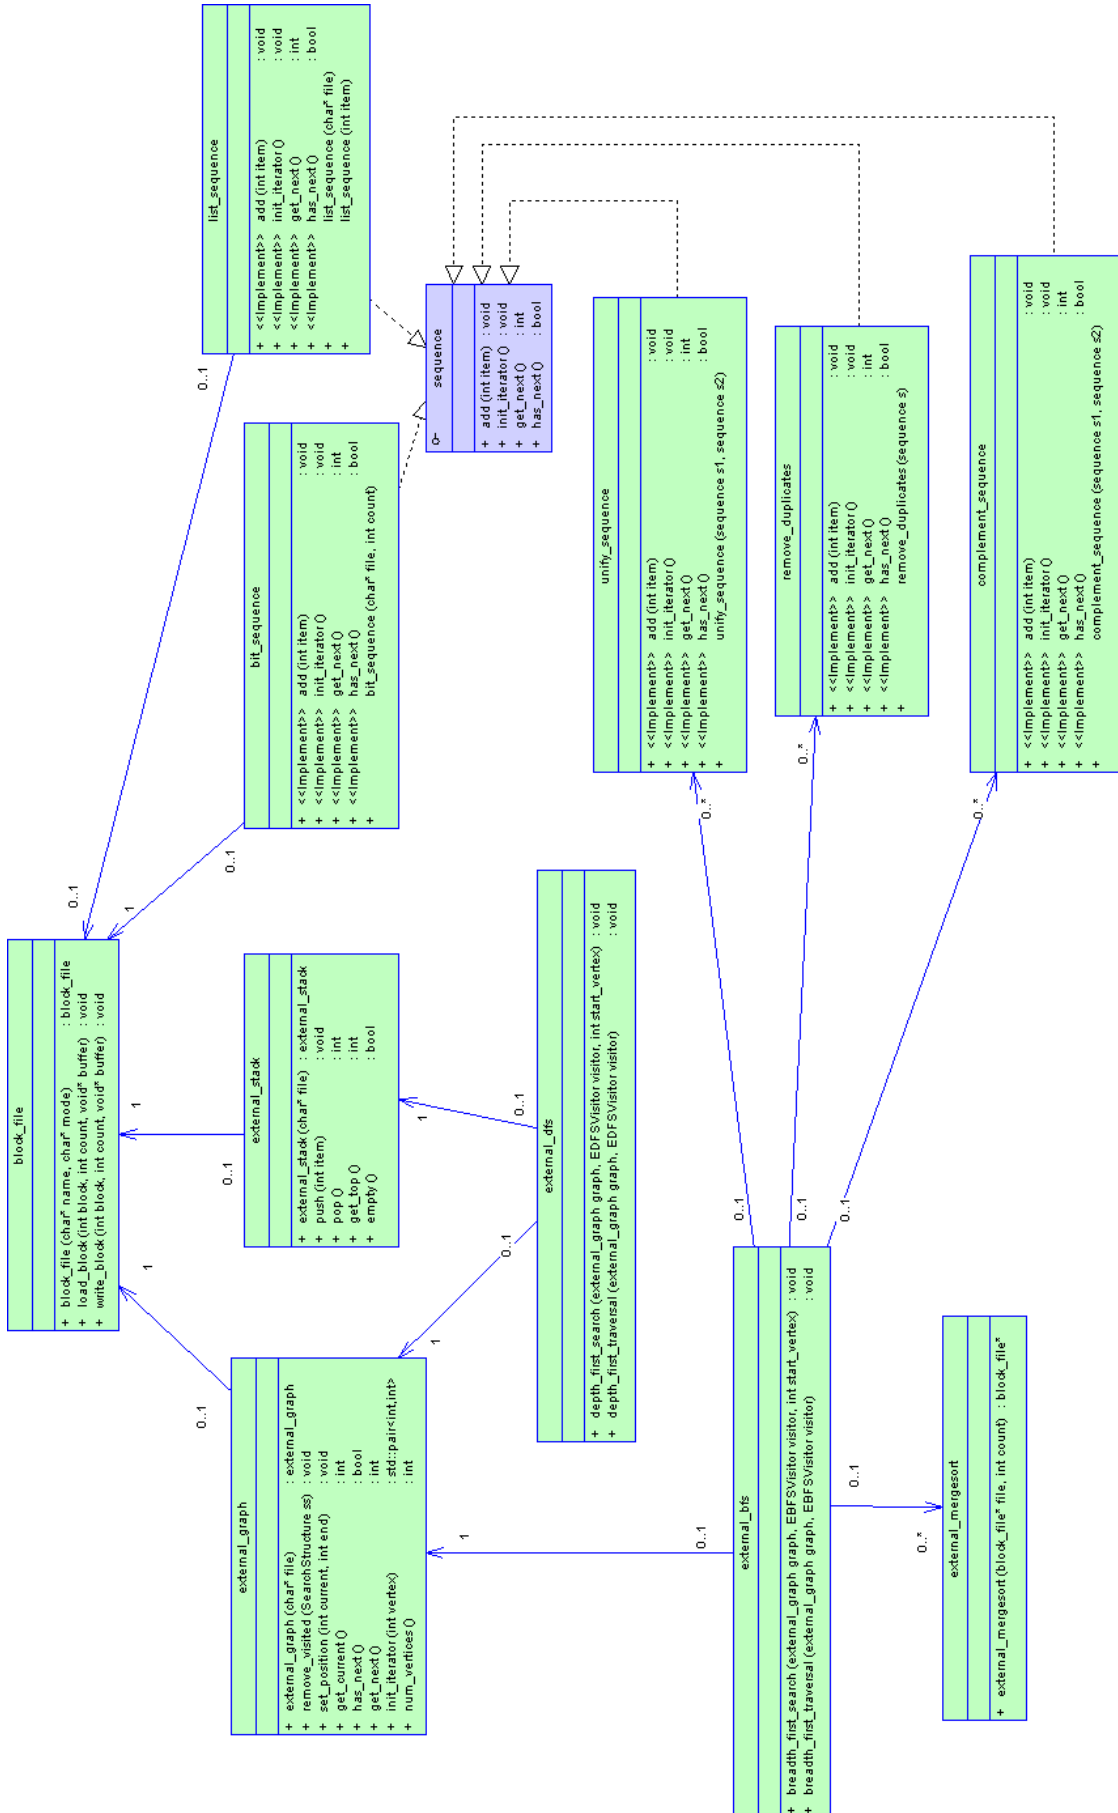 block_file
+ block_file (char* name, char* mode) : block_file
+ load_block (int block, int count, void* buffer) : void
+ write_block (int block, int count, void* buffer) : void
list_sequence
+ <<Implement>> add (int item) : void
+ <<Implement>> init_iterator () : void
+ <<Implement>> get_next () : int
+ <<Implement>> has_next () : bool
+ list_sequence (char* file)
+ list_sequence (int item)
bit_sequence
+ <<Implement>> add (int item) : void
+ <<Implement>> init_iterator () : void
+ <<Implement>> get_next () : int
+ <<Implement>> has_next () : bool
+ bit_sequence (char* file, int count)
external_stack
+ external_stack (char* file) : external_stack
+ push (int item) : void
+ pop () : int
+ get_top () : int
+ empty () : bool
external_graph
+ external_graph (char* file) : external_graph
+ remove_visited (SearchStructure ss) : void
+ set_position (int current, int end) : void
+ get_current () : int
+ has_next () : bool
+ get_next () : int
+ init_iterator (int vertex) : std::pair<int,int>
+ num_vertices () : int
sequence
+ add (int item) : void
+ init_iterator () : void
+ get_next () : int
+ has_next () : bool
external_dfs
+ depth_first_search (external_graph graph, EDFSVisitor visitor, int start_vertex) : void
+ depth_first_traversal (external_graph graph, EDFSVisitor visitor) : void
unify_sequence
+ <<Implement>> add (int item) : void
+ <<Implement>> init_iterator () : void
+ <<Implement>> get_next () : int
+ <<Implement>> has_next () : bool
+ unify_sequence (sequence s1, sequence s2)
remove_duplicates
+ <<Implement>> add (int item) : void
+ <<Implement>> init_iterator () : void
+ <<Implement>> get_next () : int
+ <<Implement>> has_next () : bool
+ remove_duplicates (sequence s)
complement_sequence
+ <<Implement>> add (int item) : void
+ <<Implement>> init_iterator () : void
+ <<Implement>> get_next () : int
+ <<Implement>> has_next () : bool
+ complement_sequence (sequence s1, sequence s2)
external_bfs
+ breadth_first_search (external_graph graph, EBFSVisitor visitor, int start_vertex) : void
+ breadth_first_traversal (external_graph graph, EBFSVisitor visitor) : void
external_mergesort
+ external_mergesort (block_file* file, int count) : block_file*
0..1
0..1
1
0..1
1
0..1
1
0..1
1
0..1
1
0..1
1
0..1
0..1
0..*
0..1
0..*
0..1
0..*
0..1
0..*